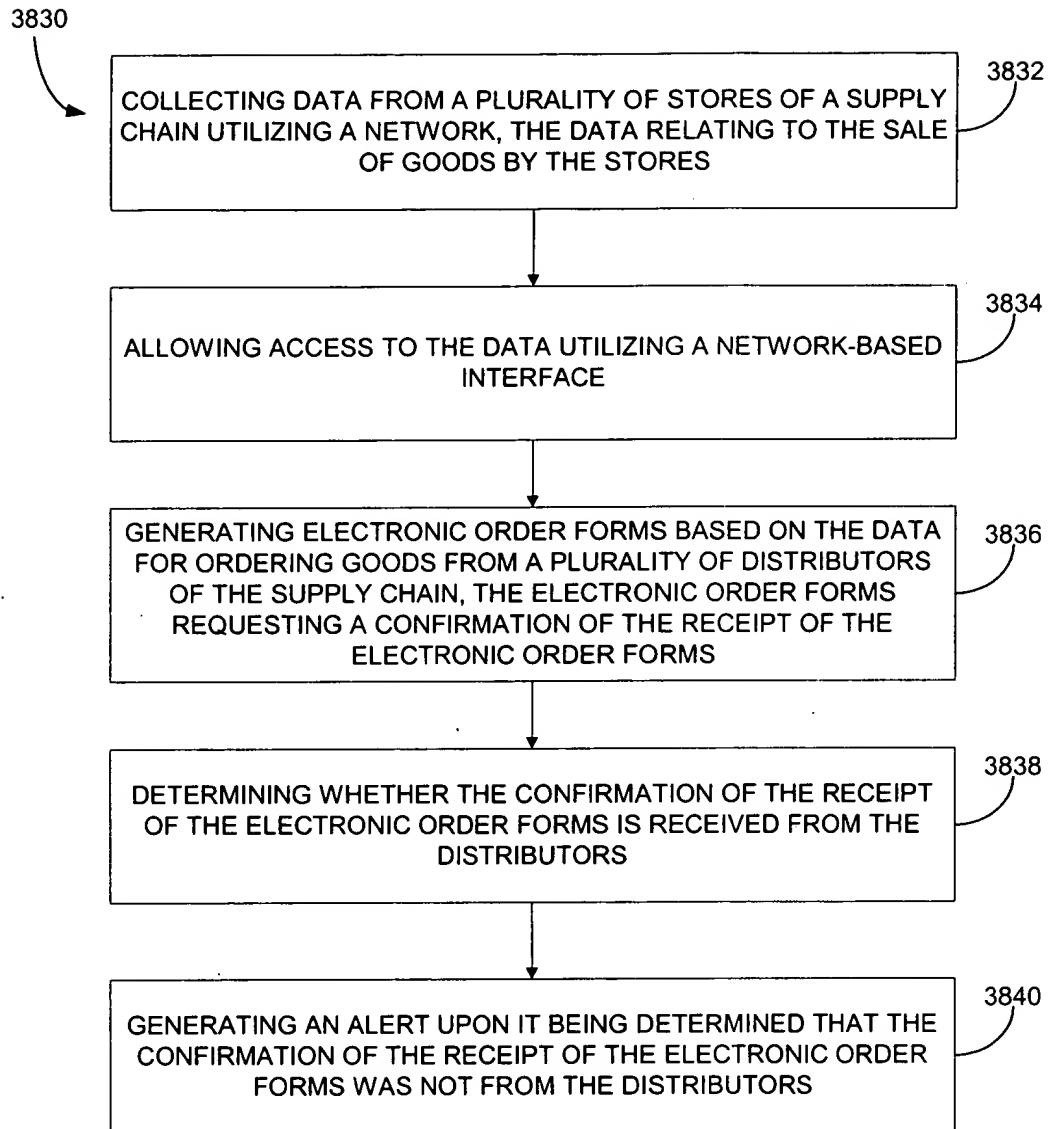 3830
COLLECTING DATA FROM A PLURALITY OF STORES OF A SUPPLY
CHAIN UTILIZING A NETWORK, THE DATA RELATING TO THE SALE
OF GOODS BY THE STORES
3832
ALLOWING ACCESS TO THE DATA UTILIZING A NETWORK-BASED
INTERFACE
3834
GENERATING ELECTRONIC ORDER FORMS BASED ON THE DATA
FOR ORDERING GOODS FROM A PLURALITY OF DISTRIBUTORS
OF THE SUPPLY CHAIN, THE ELECTRONIC ORDER FORMS
REQUESTING A CONFIRMATION OF THE RECEIPT OF THE
ELECTRONIC ORDER FORMS
3836
DETERMINING WHETHER THE CONFIRMATION OF THE RECEIPT
OF THE ELECTRONIC ORDER FORMS IS RECEIVED FROM THE
DISTRIBUTORS
3838
GENERATING AN ALERT UPON IT BEING DETERMINED THAT THE
CONFIRMATION OF THE RECEIPT OF THE ELECTRONIC ORDER
FORMS WAS NOT FROM THE DISTRIBUTORS
3840